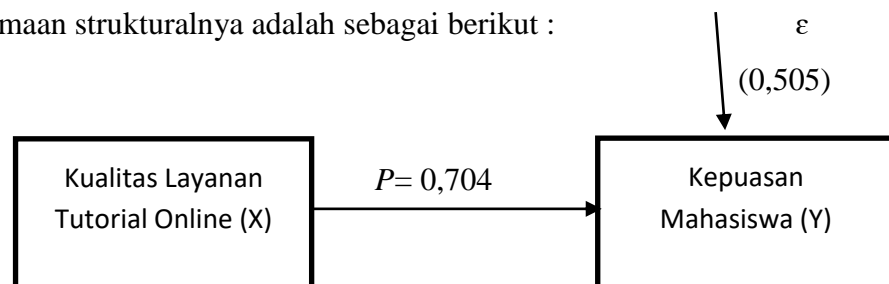 maan strukturalnya adalah sebagai berikut :
ε
(0,505)
Kualitas Layanan
Tutorial Online (X)
P= 0,704
Kepuasan
Mahasiswa (Y)